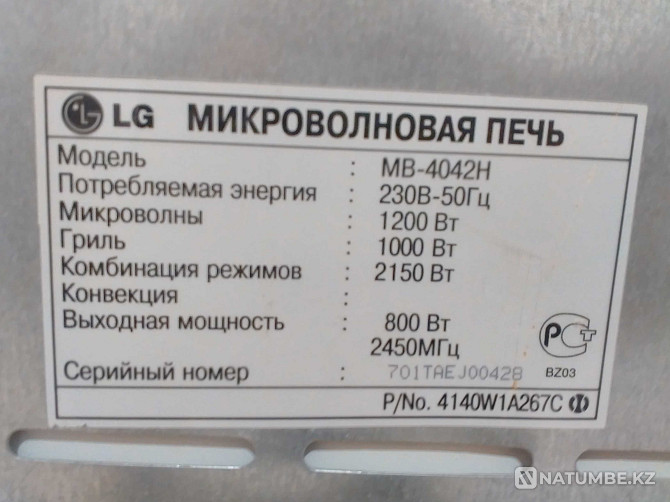 LG МИКРОВОЛНОВАЯ ПЕЧЬ
Модель : MB-4042H
Потребляемая энергия : 230В-50Гц
Микроволны : 1200 Вт
Гриль : 1000 Вт
Комбинация режимов : 2150 Вт
Конвекция :
Выходная мощность : 800 Вт
2450МГц
Серийный номер : 701TAEJ00428
BZ03
P/No. 4140W1A267C
NATUMBE.KZ